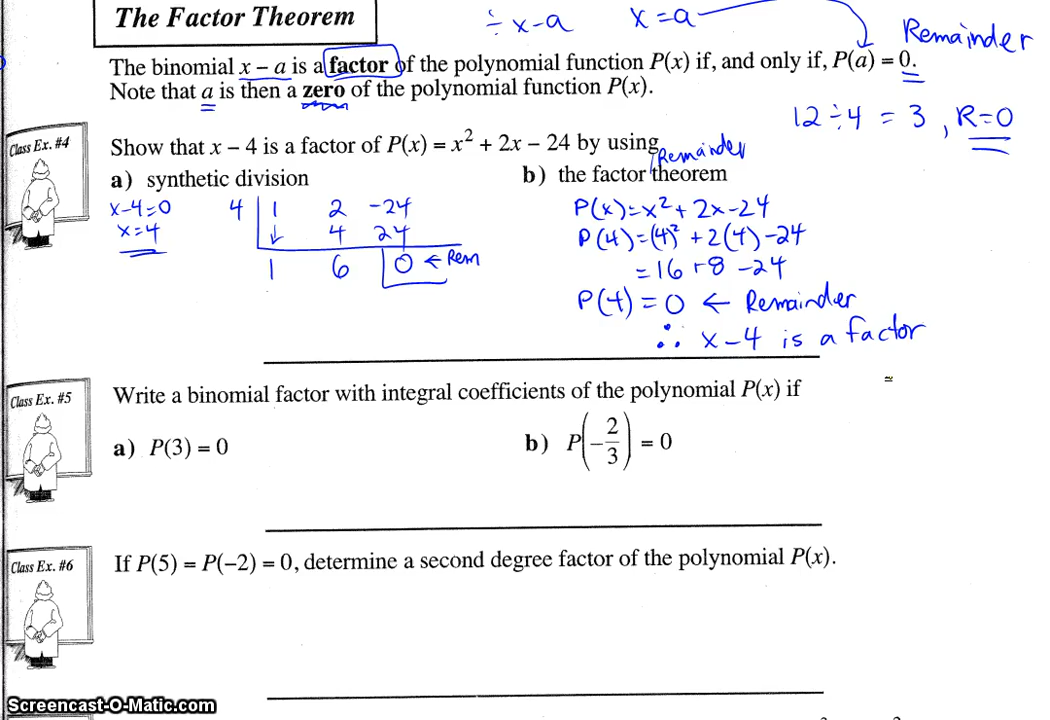 The Factor Theorem
÷ x-a x=a
Remainder
The binomial x – a is a factor of the polynomial function P(x) if, and only if, P(a) = 0.
Note that a is then a zero of the polynomial function P(x).
12÷4 = 3, R=0
Class Ex. #4
Show that x – 4 is a factor of P(x) = x² + 2x – 24 by using
Remainder
a) synthetic division
b) the factor theorem
x-4=0
x=4
4 | 1 2 -24
↓ 4 24
1 6 0 ← Rem
P(x)=x²+2x-24
P(4)=(4)²+2(4)-24
=16+8-24
P(4)=0 ← Remainder
∴ x-4 is a factor
Class Ex. #5
Write a binomial factor with integral coefficients of the polynomial P(x) if
a) P(3) = 0
b) P(-2/3) = 0
Class Ex. #6
If P(5) = P(–2) = 0, determine a second degree factor of the polynomial P(x).
Screencast-O-Matic.com